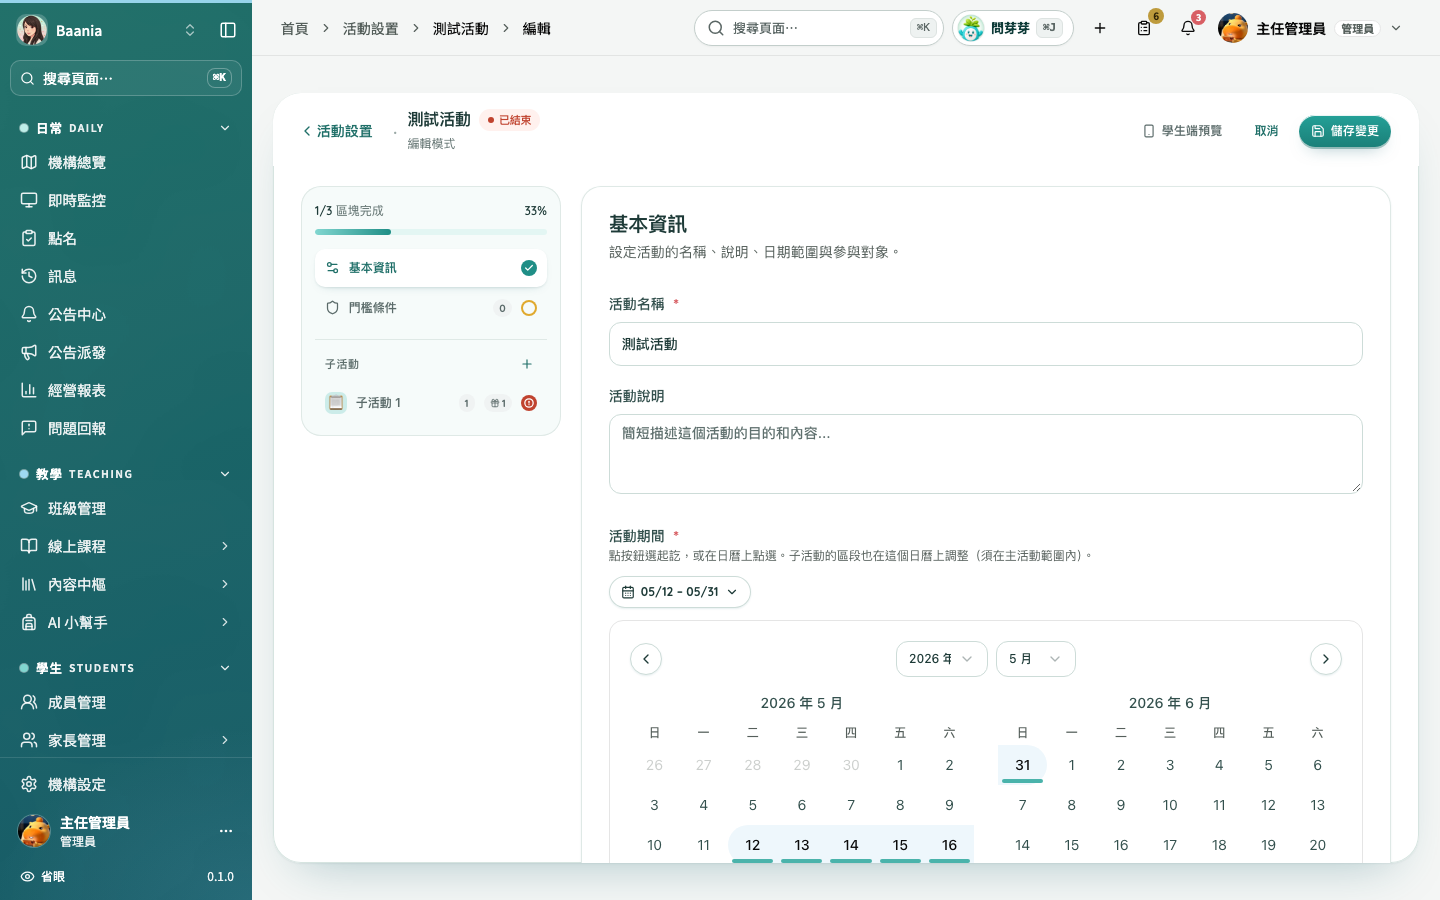 Baania
搜尋頁面… ⌘K
日常 DAILY
機構總覽
即時監控
點名
訊息
公告中心
公告派發
經營報表
問題回報
教學 TEACHING
班級管理
線上課程
內容中樞
AI 小幫手
學生 STUDENTS
成員管理
家長管理
機構設定
主任管理員
管理員
省眼 0.1.0
首頁 > 活動設置 > 測試活動 > 編輯
搜尋頁面… ⌘K
問芽芽 ⌘J
6
3
主任管理員 管理員
活動設置 · 測試活動 已結束
編輯模式
學生端預覽 取消 儲存變更
1/3 區塊完成 33%
基本資訊
門檻條件 0
子活動 +
子活動 1 1 1
基本資訊
設定活動的名稱、說明、日期範圍與參與對象。
活動名稱 *
測試活動
活動說明
簡短描述這個活動的目的和內容...
活動期間 *
點按鈕選起訖，或在日曆上點選。子活動的區段也在這個日曆上調整（須在主活動範圍內）。
05/12 - 05/31
2026 年 5 月
2026 年 5 月
日 一 二 三 四 五 六
26 27 28 29 30 1 2
3 4 5 6 7 8 9
10 11 12 13 14 15 16
2026 年 6 月
日 一 二 三 四 五 六
31 1 2 3 4 5 6
7 8 9 10 11 12 13
14 15 16 17 18 19 20